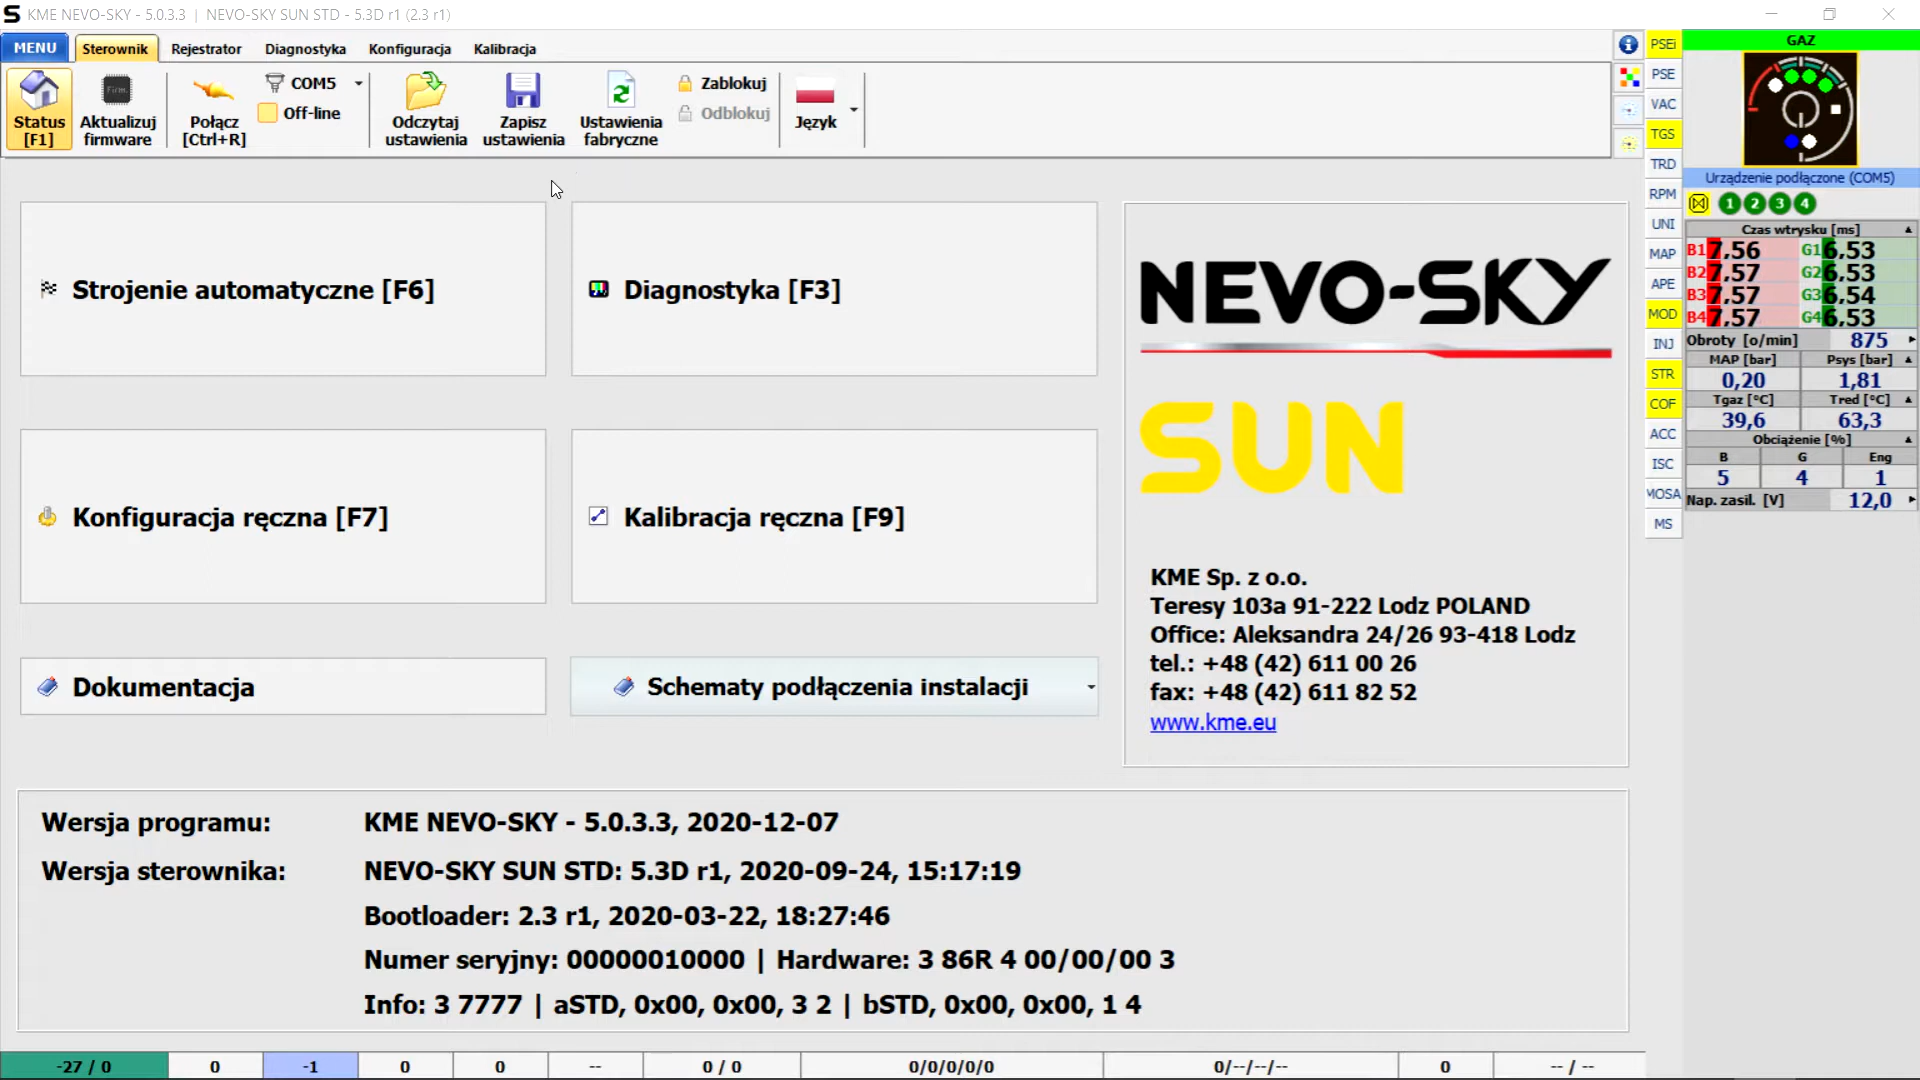 KME NEVO-SKY - 5.0.3.3 | NEVO-SKY SUN STD - 5.3D r1 (2.3 r1)
MENU Sterownik Rejestrator Diagnostyka Konfiguracja Kalibracja
Status [F1]
Aktualizuj firmware
Firm.
Połącz [Ctrl+R]
COM5
Off-line
Odczytaj ustawienia
Zapisz ustawienia
Ustawienia fabryczne
Zablokuj
Odblokuj
Język
Strojenie automatyczne [F6]
Diagnostyka [F3]
Konfiguracja ręczna [F7]
Kalibracja ręczna [F9]
Dokumentacja
Schematy podłączenia instalacji
NEVO-SKY
SUN
KME Sp. z o.o.
Teresy 103a 91-222 Lodz POLAND
Office: Aleksandra 24/26 93-418 Lodz
tel.: +48 (42) 611 00 26
fax: +48 (42) 611 82 52
www.kme.eu
Wersja programu: KME NEVO-SKY - 5.0.3.3, 2020-12-07
Wersja sterownika: NEVO-SKY SUN STD: 5.3D r1, 2020-09-24, 15:17:19
Bootloader: 2.3 r1, 2020-03-22, 18:27:46
Numer seryjny: 00000010000 | Hardware: 3 86R 4 00/00/00 3
Info: 3 7777 | aSTD, 0x00, 0x00, 3 2 | bSTD, 0x00, 0x00, 1 4
-27 / 0 0 -1 0 0 -- 0 / 0 0/0/0/0/0 0/--/--/-- 0 -- / --
PSEi
PSE
VAC
TGS
TRD
RPM
UNI
MAP
APE
MOD
INJ
STR
COF
ACC
ISC
MOSA
MS
GAZ
Urządzenie podłączone (COM5)
1 2 3 4
Czas wtrysku [ms]
B1 7,56 G1 6,53
B2 7,57 G2 6,53
B3 7,57 G3 6,54
B4 7,57 G4 6,53
Obroty [o/min] 875
MAP [bar] Psys [bar]
0,20 1,81
Tgaz [°C] Tred [°C]
39,6 63,3
Obciążenie [%]
B G Eng
5 4 1
Nap. zasil. [V] 12,0